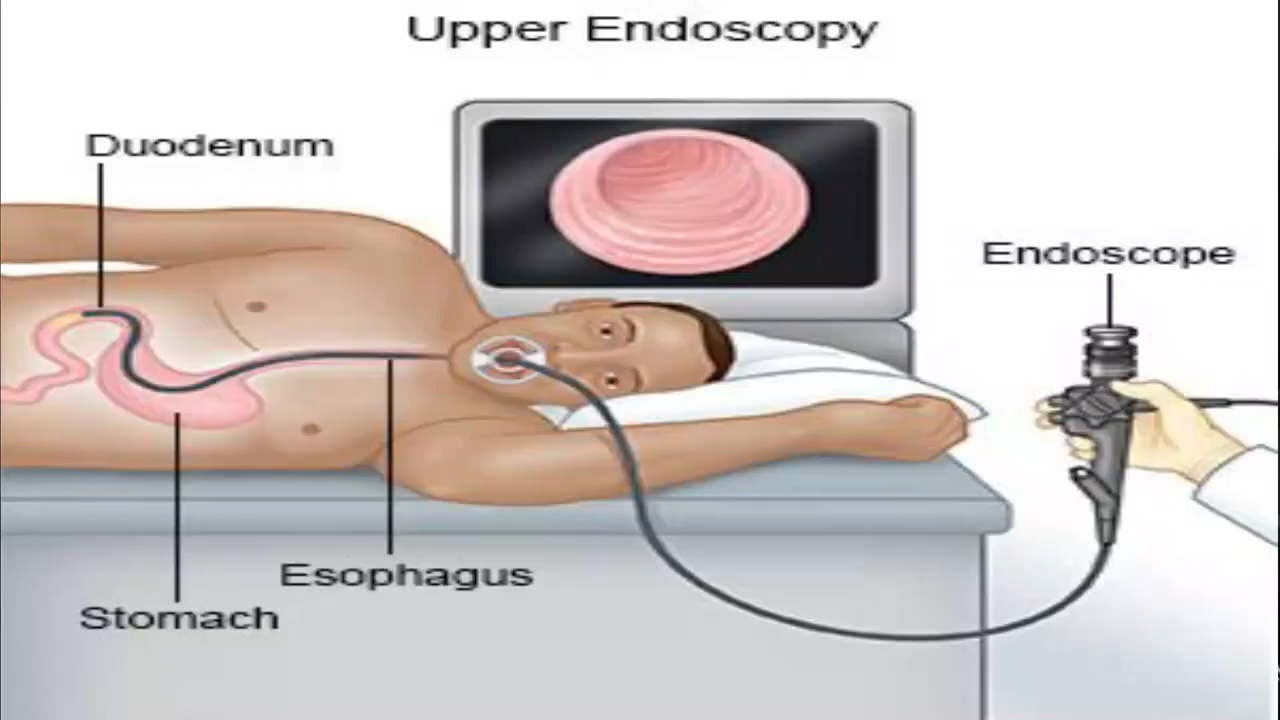 Upper Endoscopy
Duodenum
Endoscope
Esophagus
Stomach